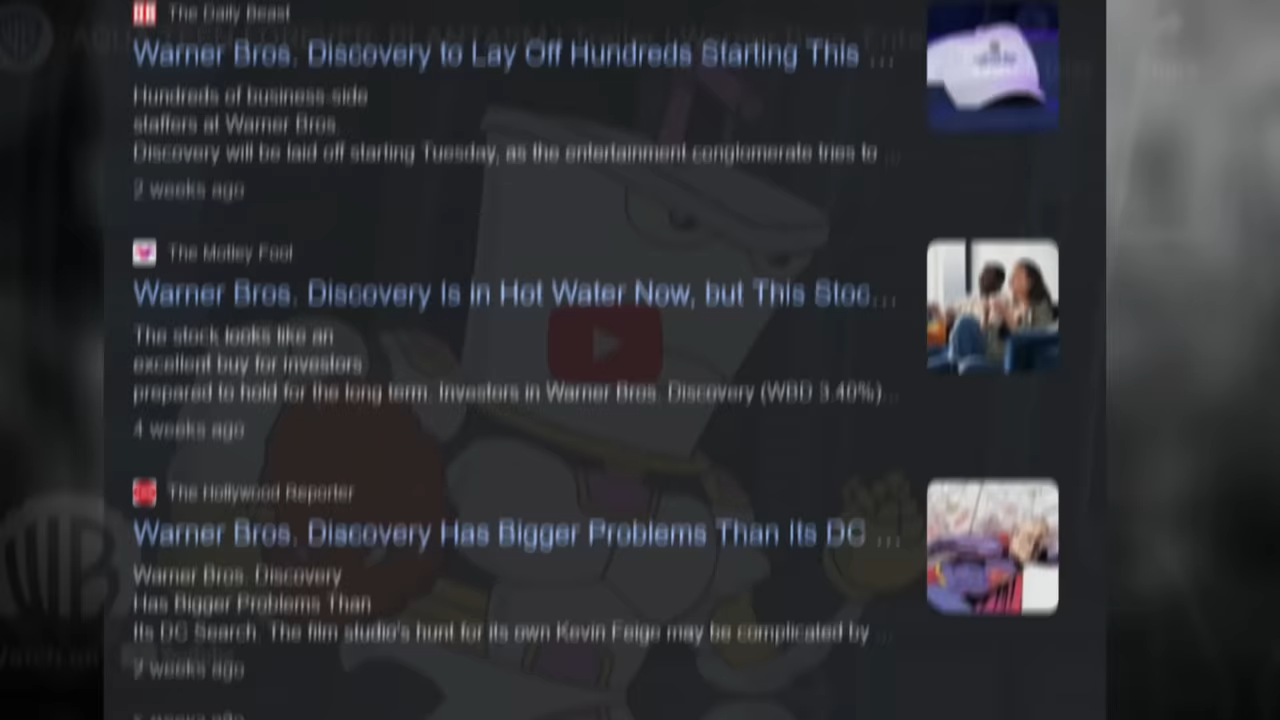 The Daily Beast
Warner Bros. Discovery to Lay Off Hundreds Starting This ...
Hundreds of business-side
staffers at Warner Bros.
Discovery will be laid off starting Tuesday, as the entertainment conglomerate tries to ...
2 weeks ago
The Motley Fool
Warner Bros. Discovery Is in Hot Water Now, but This Stoc...
The stock looks like an
excellent buy for investors
prepared to hold for the long term. Investors in Warner Bros. Discovery (WBD 3.40%)...
4 weeks ago
The Hollywood Reporter
Warner Bros. Discovery Has Bigger Problems Than Its DC ...
Warner Bros. Discovery
Has Bigger Problems Than
Its DC Search. The film studio's hunt for its own Kevin Feige may be complicated by ...
2 weeks ago
Watch on